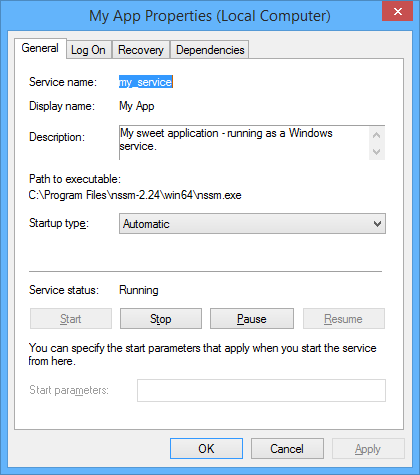 My App Properties (Local Computer)
General Log On Recovery Dependencies
Service name: my_service
Display name: My App
Description: My sweet application - running as a Windows
service.
Path to executable:
C:\Program Files\nssm-2.24\win64\nssm.exe
Startup type: Automatic
Service status: Running
Start Stop Pause Resume
You can specify the start parameters that apply when you start the service
from here.
Start parameters:
OK Cancel Apply